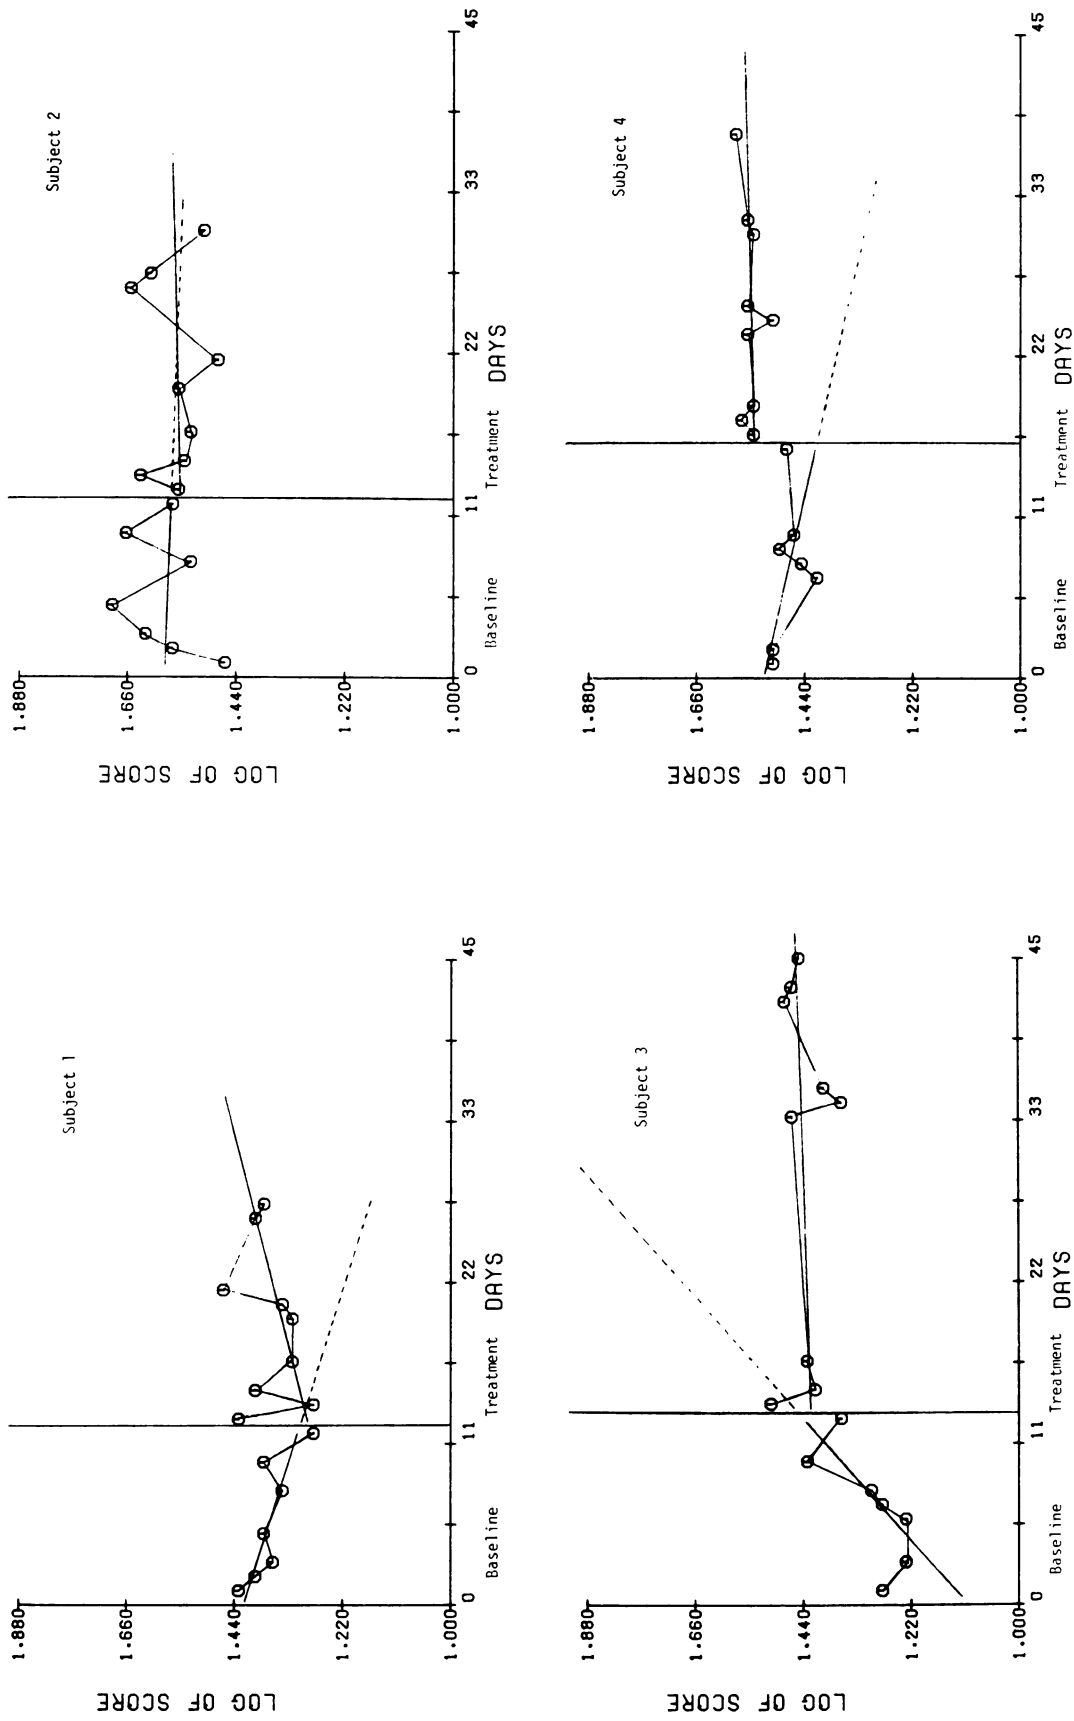 Subject 1
LOG OF SCORE
1.880
1.660
1.440
1.220
1.000
0 11 22 33 45
Baseline Treatment DAYS
Subject 2
LOG OF SCORE
1.880
1.660
1.440
1.220
1.000
0 11 22 33 45
Baseline Treatment DAYS
Subject 3
LOG OF SCORE
1.880
1.660
1.440
1.220
1.000
0 11 22 33 45
Baseline Treatment DAYS
Subject 4
LOG OF SCORE
1.880
1.660
1.440
1.220
1.000
0 11 22 33 45
Baseline Treatment DAYS